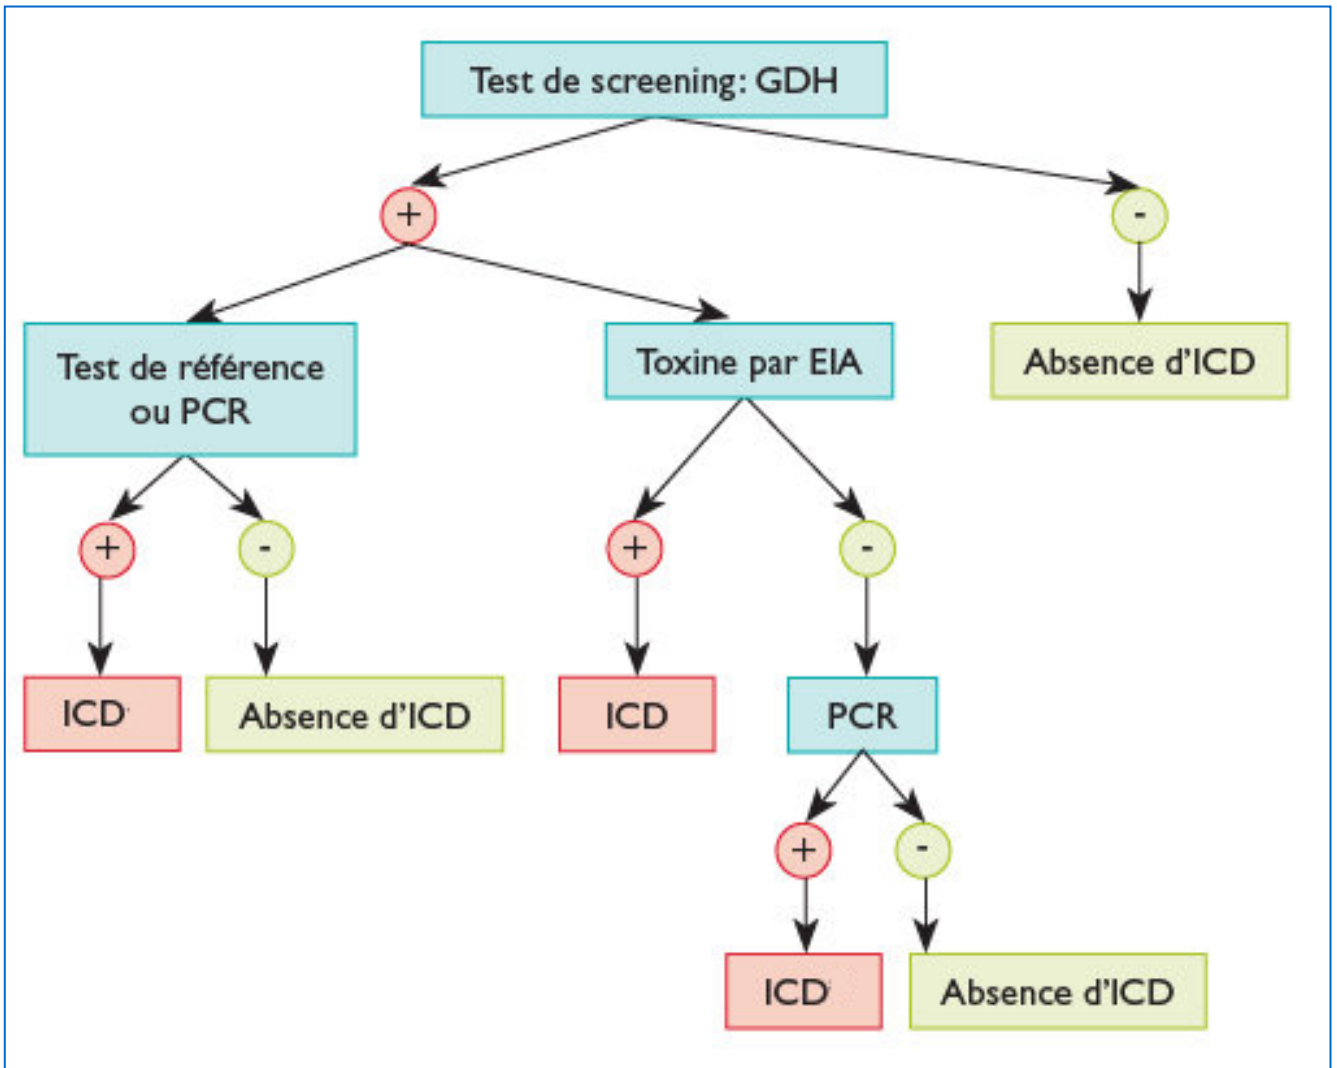 Test de screening: GDH
+
-
Test de référence
ou PCR
Toxine par EIA
Absence d'ICD
+
-
+
-
ICD
Absence d'ICD
ICD
PCR
+
-
ICD
Absence d'ICD